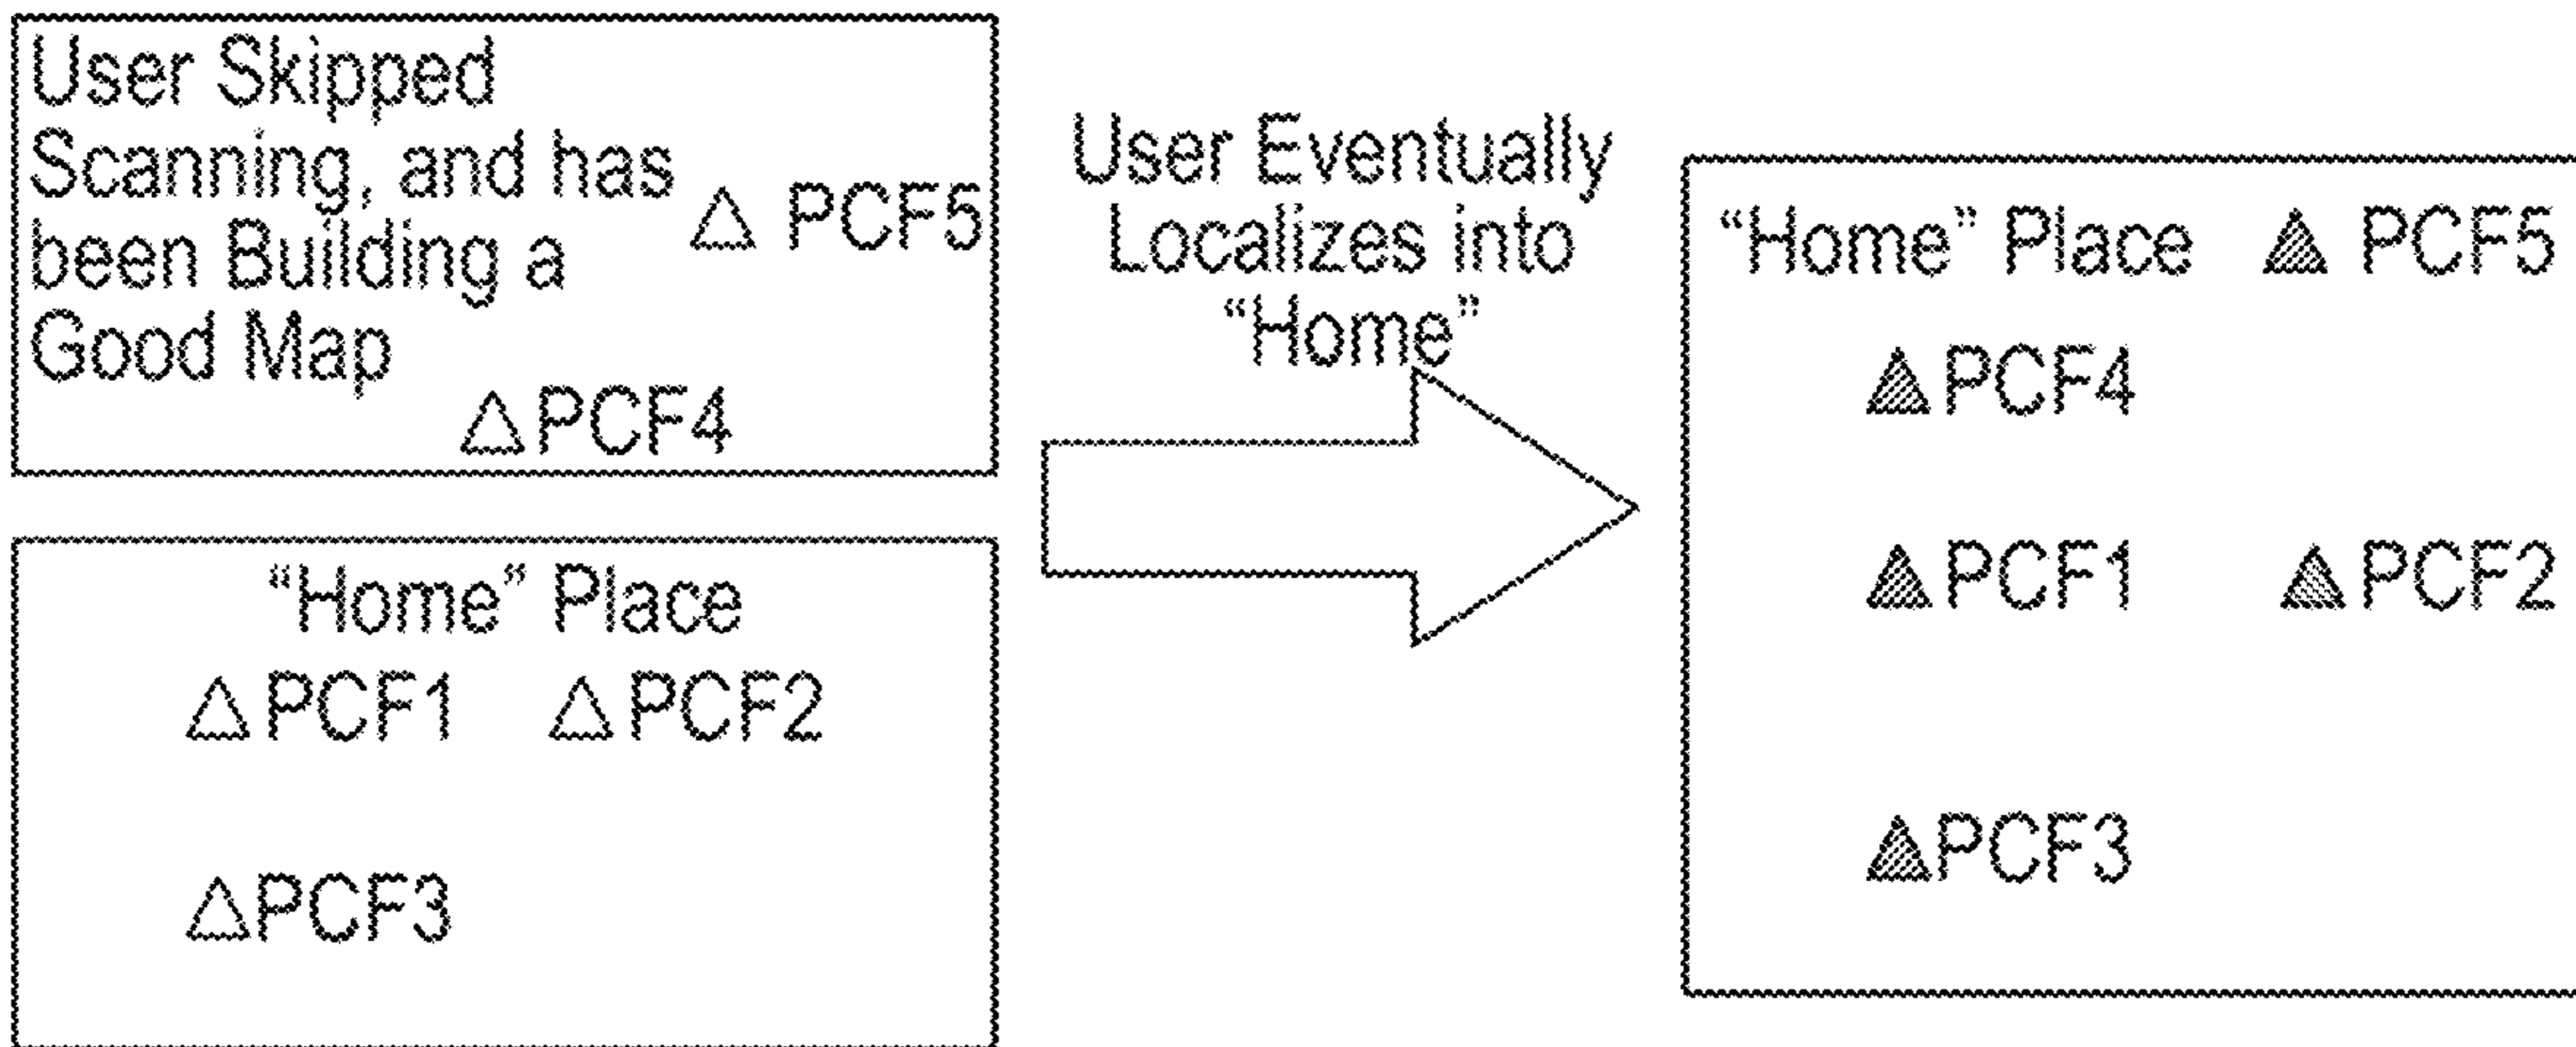 User Skipped
Scanning, and has
been Building a
Good Map
△ PCF5
△PCF4
“Home” Place
△PCF1 △PCF2
△PCF3
User Eventually
Localizes into
“Home”
“Home” Place ▲ PCF5
▲PCF4
▲PCF1 ▲PCF2
▲PCF3